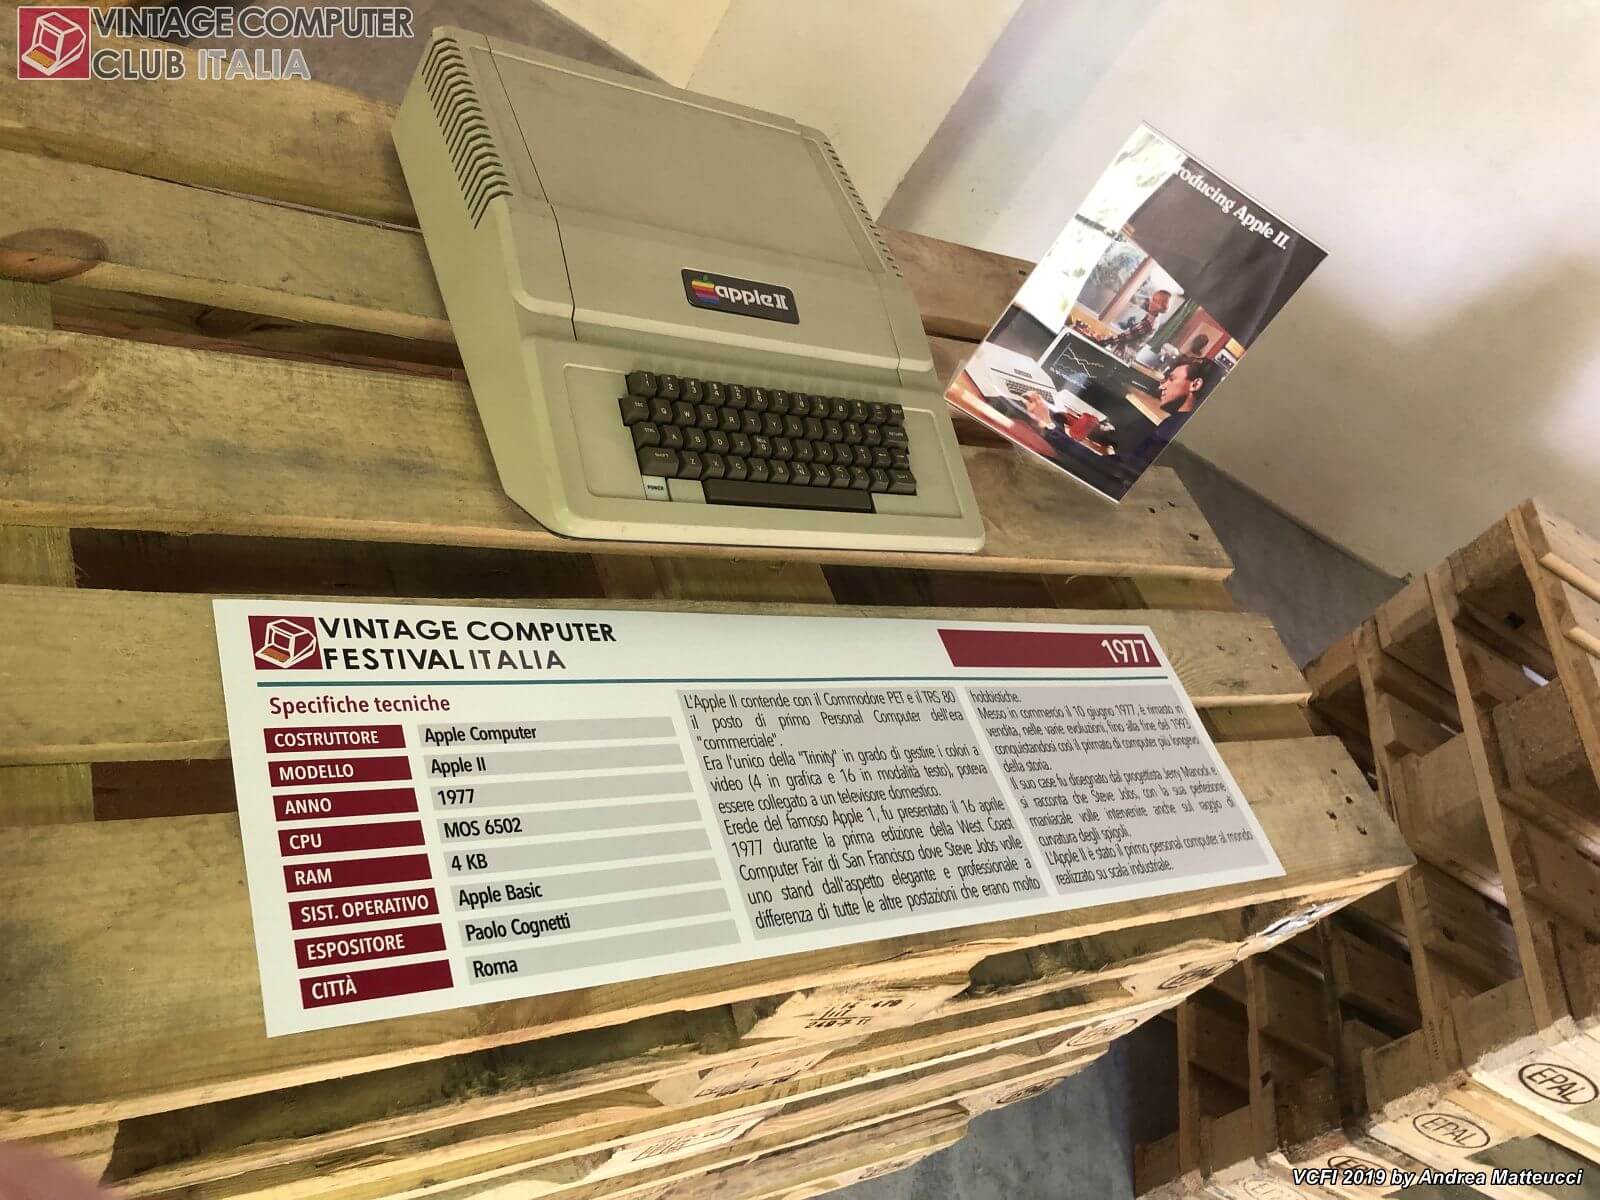 VINTAGE COMPUTER
CLUB ITALIA
apple II
roducing Apple II.
POWER
VINTAGE COMPUTER
FESTIVAL ITALIA
1977
Specifiche tecniche
COSTRUTTORE Apple Computer
MODELLO Apple II
ANNO 1977
CPU MOS 6502
RAM 4 KB
SIST. OPERATIVO Apple Basic
ESPOSITORE Paolo Cognetti
CITTÀ Roma
L'Apple II contende con il Commodore PET e il TRS 80
il posto di primo Personal Computer dell'era
"commerciale".
Era l'unico della "Trinity" in grado di gestire i colori a
video (4 in grafica e 16 in modalità testo), poteva
essere collegato a un televisore domestico.
Erede del famoso Apple 1, fu presentato il 16 aprile
1977 durante la prima edizione della West Coast
Computer Fair di San Francisco dove Steve Jobs volle
uno stand dall'aspetto elegante e professionale a
differenza di tutte le altre postazioni che erano molto
hobbistiche.
Messo in commercio il 10 giugno 1977, è rimasto in
vendita, nelle varie evoluzioni, fino alla fine del 1993
conquistandosi così il primato di computer più longevo
della storia.
Il suo case fu disegnato dal progettista Jerry Manock e
si racconta che Steve Jobs, con la sua perfezione
maniacale volle intervenire anche sul raggio di
curvatura degli spigoli.
L'Apple II è stato il primo personal computer al mondo
realizzato su scala industriale.
EPAL
EPAL
VCFI 2019 by Andrea Matteucci